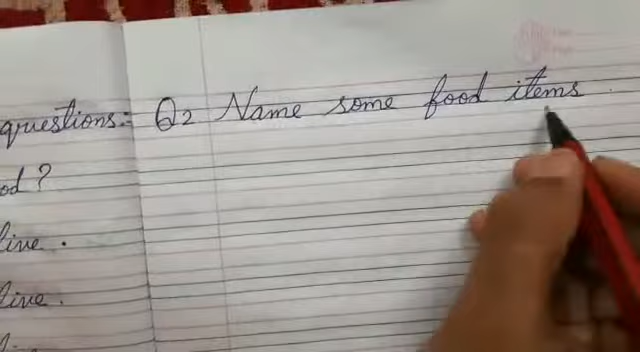 questions:-
od?
live.
live.
Q2 Name some food items.